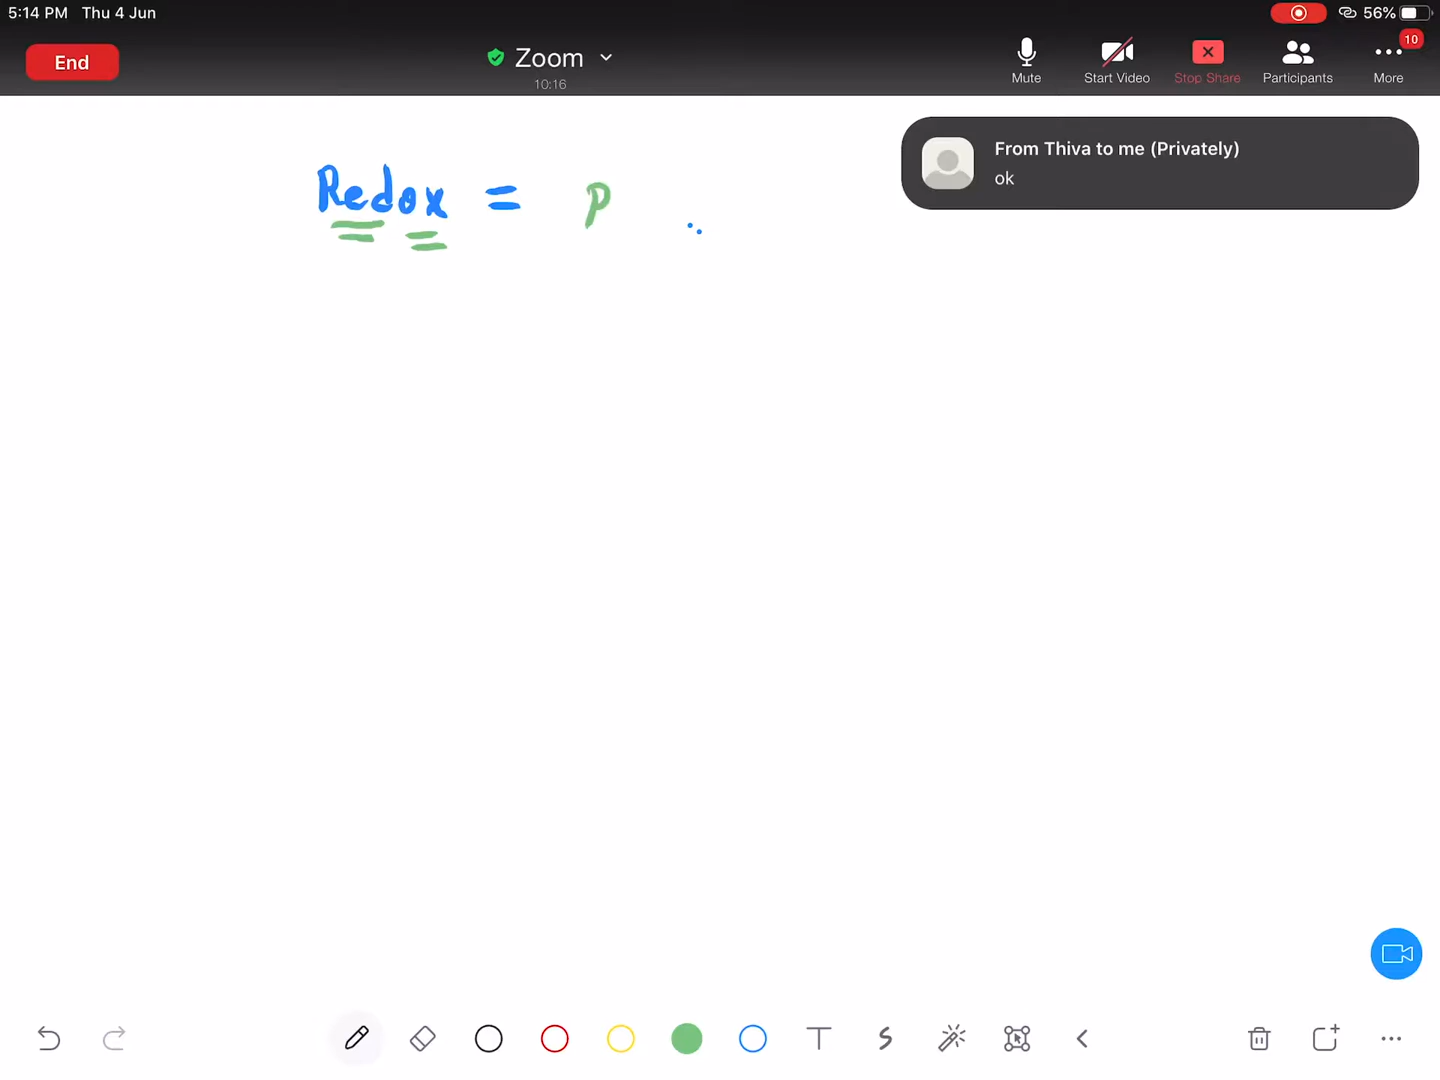 5:14 PM Thu 4 Jun
56%
End
Zoom
10:16
Mute
Start Video
Stop Share
Participants
10
More
From Thiva to me (Privately)
ok
Redox = p
T